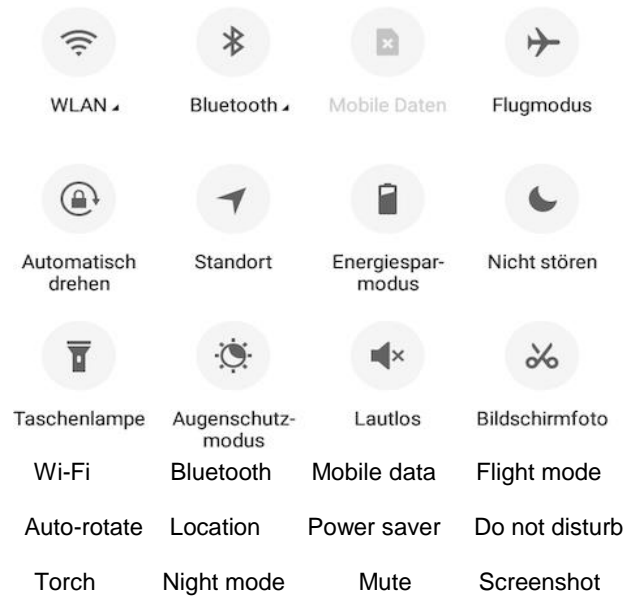 WLAN Bluetooth Mobile Daten Flugmodus
Automatisch drehen Standort Energiespar-modus Nicht stören
Taschenlampe Augenschutz-modus Lautlos Bildschirmfoto
Wi-Fi Bluetooth Mobile data Flight mode
Auto-rotate Location Power saver Do not disturb
Torch Night mode Mute Screenshot